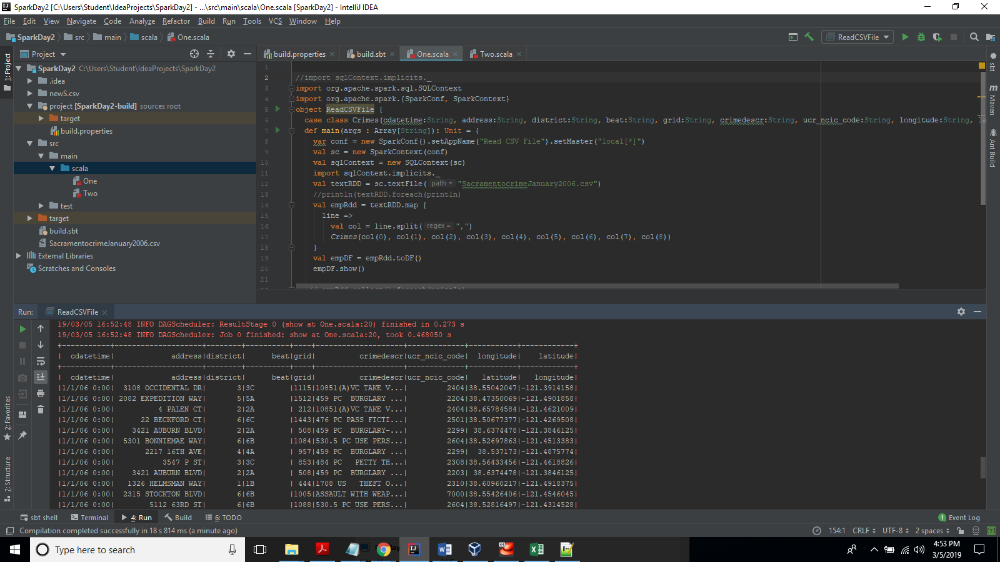 SparkDay2 [C:\Users\Student\IdeaProjects\SparkDay2] - ...\src\main\scala\One.scala [SparkDay2] - IntelliJ IDEA
File Edit View Navigate Code Analyze Refactor Build Run Tools VCS Window Help
SparkDay2 src main scala One.scala ReadCSVFile
1: Project
Project
SparkDay2 C:\Users\Student\IdeaProjects\SparkDay2
.idea
newS.csv
project [SparkDay2-build] sources root
target
build.properties
src
main
scala
One
Two
test
target
build.sbt
SacramentocrimeJanuary2006.csv
External Libraries
Scratches and Consoles
build.properties build.sbt One.scala Two.scala
1
2 //import sqlContext.implicits._
3 import org.apache.spark.sql.SQLContext
4 import org.apache.spark.{SparkConf, SparkContext}
5 object ReadCSVFile {
6 case class Crimes(cdatetime:String, address:String, district:String, beat:String, grid:String, crimedescr:String, ucr_ncic_code:String, longitude:String, la
7 def main(args : Array[String]): Unit = {
8 var conf = new SparkConf().setAppName("Read CSV File").setMaster("local[*]")
9 val sc = new SparkContext(conf)
10 val sqlContext = new SQLContext(sc)
11 import sqlContext.implicits._
12 val textRDD = sc.textFile( path = "SacramentocrimeJanuary2006.csv")
13 //println(textRDD.foreach(println)
14 val empRdd = textRDD.map {
15 line =>
16 val col = line.split( regex = ",")
17 Crimes(col(0), col(1), col(2), col(3), col(4), col(5), col(6), col(7), col(8))
18 }
19 val empDF = empRdd.toDF()
20 empDF.show()
21
sbt
Maven
Ant Build
Run: ReadCSVFile
19/03/05 16:52:48 INFO DAGScheduler: ResultStage 0 (show at One.scala:20) finished in 0.273 s
19/03/05 16:52:48 INFO DAGScheduler: Job 0 finished: show at One.scala:20, took 0.468050 s
+-----------+--------------------+--------+----------+----+--------------------+-------------+-----------+------------+
| cdatetime| address|district| beat|grid| crimedescr|ucr_ncic_code| longitude| latitude|
+-----------+--------------------+--------+----------+----+--------------------+-------------+-----------+------------+
| cdatetime| address|district| beat|grid| crimedescr|ucr_ncic_code| latitude| longitude|
|1/1/06 0:00| 3108 OCCIDENTAL DR| 3|3C |1115|10851(A)VC TAKE V...| 2404|38.55042047|-121.3914158|
|1/1/06 0:00| 2082 EXPEDITION WAY| 5|5A |1512|459 PC BURGLARY ...| 2204|38.47350069|-121.4901858|
|1/1/06 0:00| 4 PALEN CT| 2|2A | 212|10851(A)VC TAKE V...| 2404|38.65784584|-121.4621009|
|1/1/06 0:00| 22 BECKFORD CT| 6|6C |1443|476 PC PASS FICTI...| 2501|38.50677377|-121.4269508|
|1/1/06 0:00| 3421 AUBURN BLVD| 2|2A | 508|459 PC BURGLARY-...| 2299| 38.6374478|-121.3846125|
|1/1/06 0:00| 5301 BONNIEMAE WAY| 6|6B |1084|530.5 PC USE PERS...| 2604|38.52697863|-121.4513383|
|1/1/06 0:00| 2217 16TH AVE| 4|4A | 957|459 PC BURGLARY ...| 2299| 38.537173|-121.4875774|
|1/1/06 0:00| 3547 P ST| 3|3C | 853|484 PC PETTY TH...| 2308|38.56433456|-121.4618826|
|1/1/06 0:00| 3421 AUBURN BLVD| 2|2A | 508|459 PC BURGLARY ...| 2203| 38.6374478|-121.3846125|
|1/1/06 0:00| 1326 HELMSMAN WAY| 1|1B | 444|1708 US THEFT O...| 2310|38.60960217|-121.4918375|
|1/1/06 0:00| 2315 STOCKTON BLVD| 6|6B |1005|ASSAULT WITH WEAP...| 7000|38.55426406|-121.4546045|
|1/1/06 0:00| 5112 63RD ST| 6|6B |1088|530.5 PC USE PERS...| 2604|38.52816497|-121.4314528|
2: Favorites
7: Structure
sbt shell Terminal 4: Run Build 6: TODO 1 Event Log
Compilation completed successfully in 18 s 814 ms (a minute ago) 154:1 CRLF UTF-8 2 spaces [T]
Type here to search
4:53 PM
3/5/2019